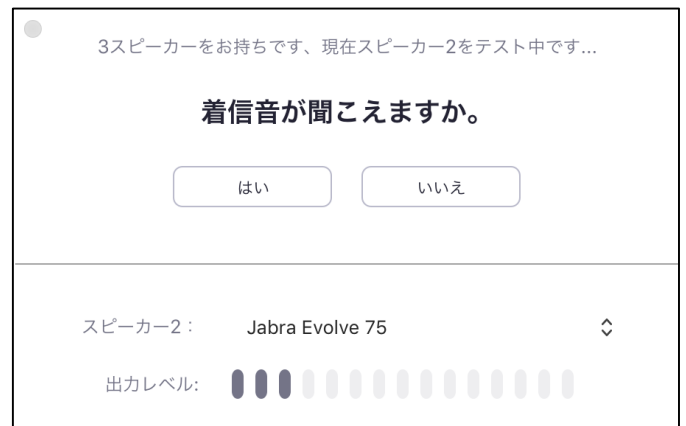 3スピーカーをお持ちです、現在スピーカー2をテスト中です...
着信音が聞こえますか。
はい
いいえ
スピーカー2：
Jabra Evolve 75
出力レベル: